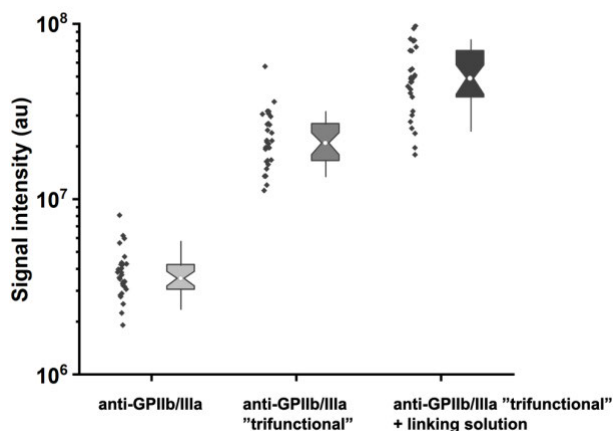 10⁸
Signal intensity (au)
10⁷
10⁶
anti-GPIIb/IIIa
anti-GPIIb/IIIa
”trifunctional”
anti-GPIIb/IIIa ”trifunctional”
+ linking solution